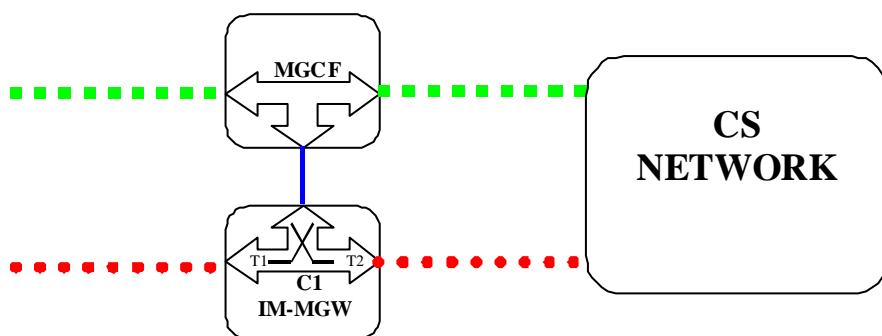 MGCF
CS
NETWORK
T1 T2
C1
IM-MGW